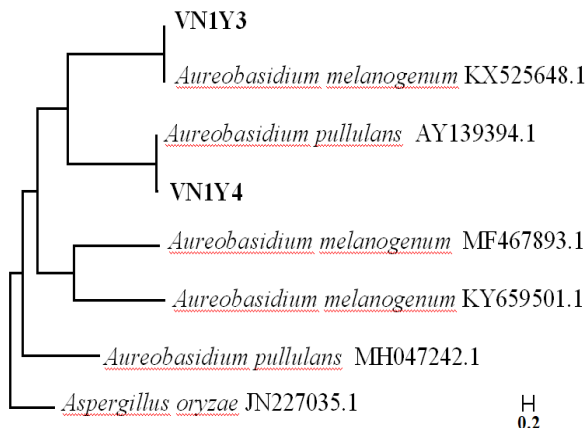 VN1Y3
Aureobasidium melanogenum KX525648.1
Aureobasidium pullulans AY139394.1
VN1Y4
Aureobasidium melanogenum MF467893.1
Aureobasidium melanogenum KY659501.1
Aureobasidium pullulans MH047242.1
Aspergillus oryzae JN227035.1
0.2